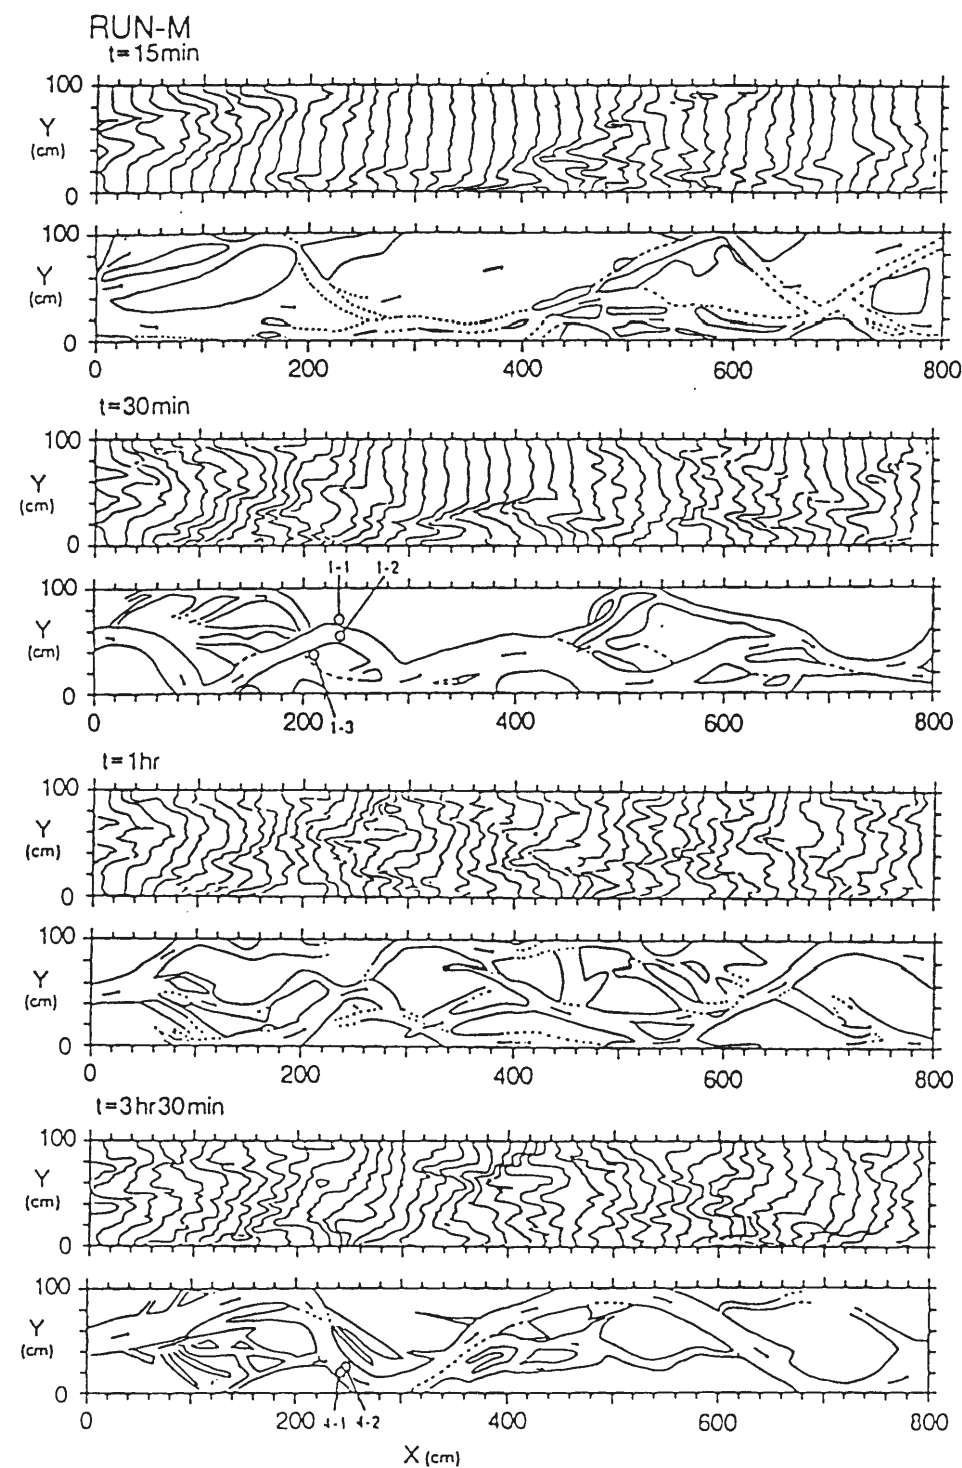 RUN-M
t=15min
100
Y
(cm)
0
100
Y
(cm)
0
0 200 400 600 800
t=30min
100
Y
(cm)
0
1-1 1-2
100
Y
(cm)
0
0 200 1-3 400 600 800
t=1hr
100
Y
(cm)
0
100
Y
(cm)
0
0 200 400 600 800
t=3hr30min
100
Y
(cm)
0
100
Y
(cm)
0
0 200 4-1 4-2 400 600 800
X (cm)